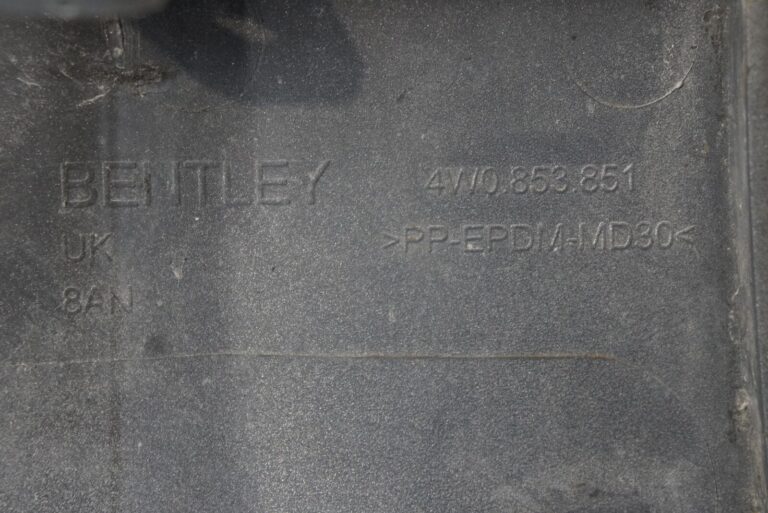 BENTLEY
UK
8AN
4W0.853.851
>PP-EPDM-MD30<